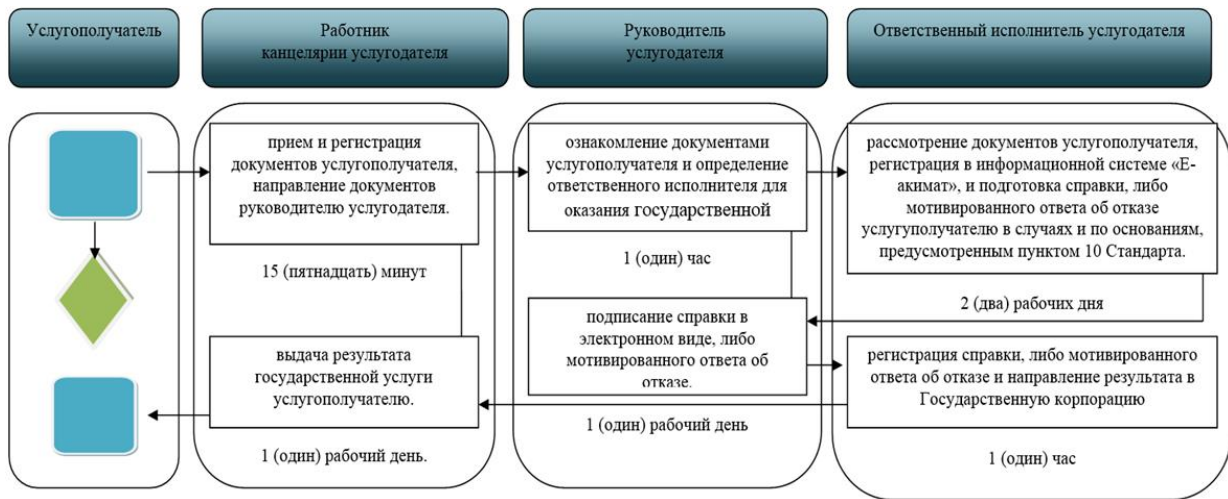 Услугополучатель
Работник
канцелярии услугодателя
Руководитель
услугодателя
Ответственный исполнитель услугодателя
прием и регистрация
документов услугополучателя,
направление документов
руководителю услугодателя.
15 (пятнадцать) минут
ознакомление документами
услугополучателя и определение
ответственного исполнителя для
оказания государственной
1 (один) час
рассмотрение документов услугополучателя,
регистрация в информационной системе «Е-
акимат», и подготовка справки, либо
мотивированного ответа об отказе
услугуполучателю в случаях и по основаниям,
предусмотренным пунктом 10 Стандарта.
2 (два) рабочих дня
подписание справки в
электронном виде, либо
мотивированного ответа об
отказе.
1 (один) рабочий день
регистрация справки, либо мотивированного
ответа об отказе и направление результата в
Государственную корпорацию
1 (один) час
выдача результата
государственной услуги
услугополучателю.
1 (один) рабочий день.